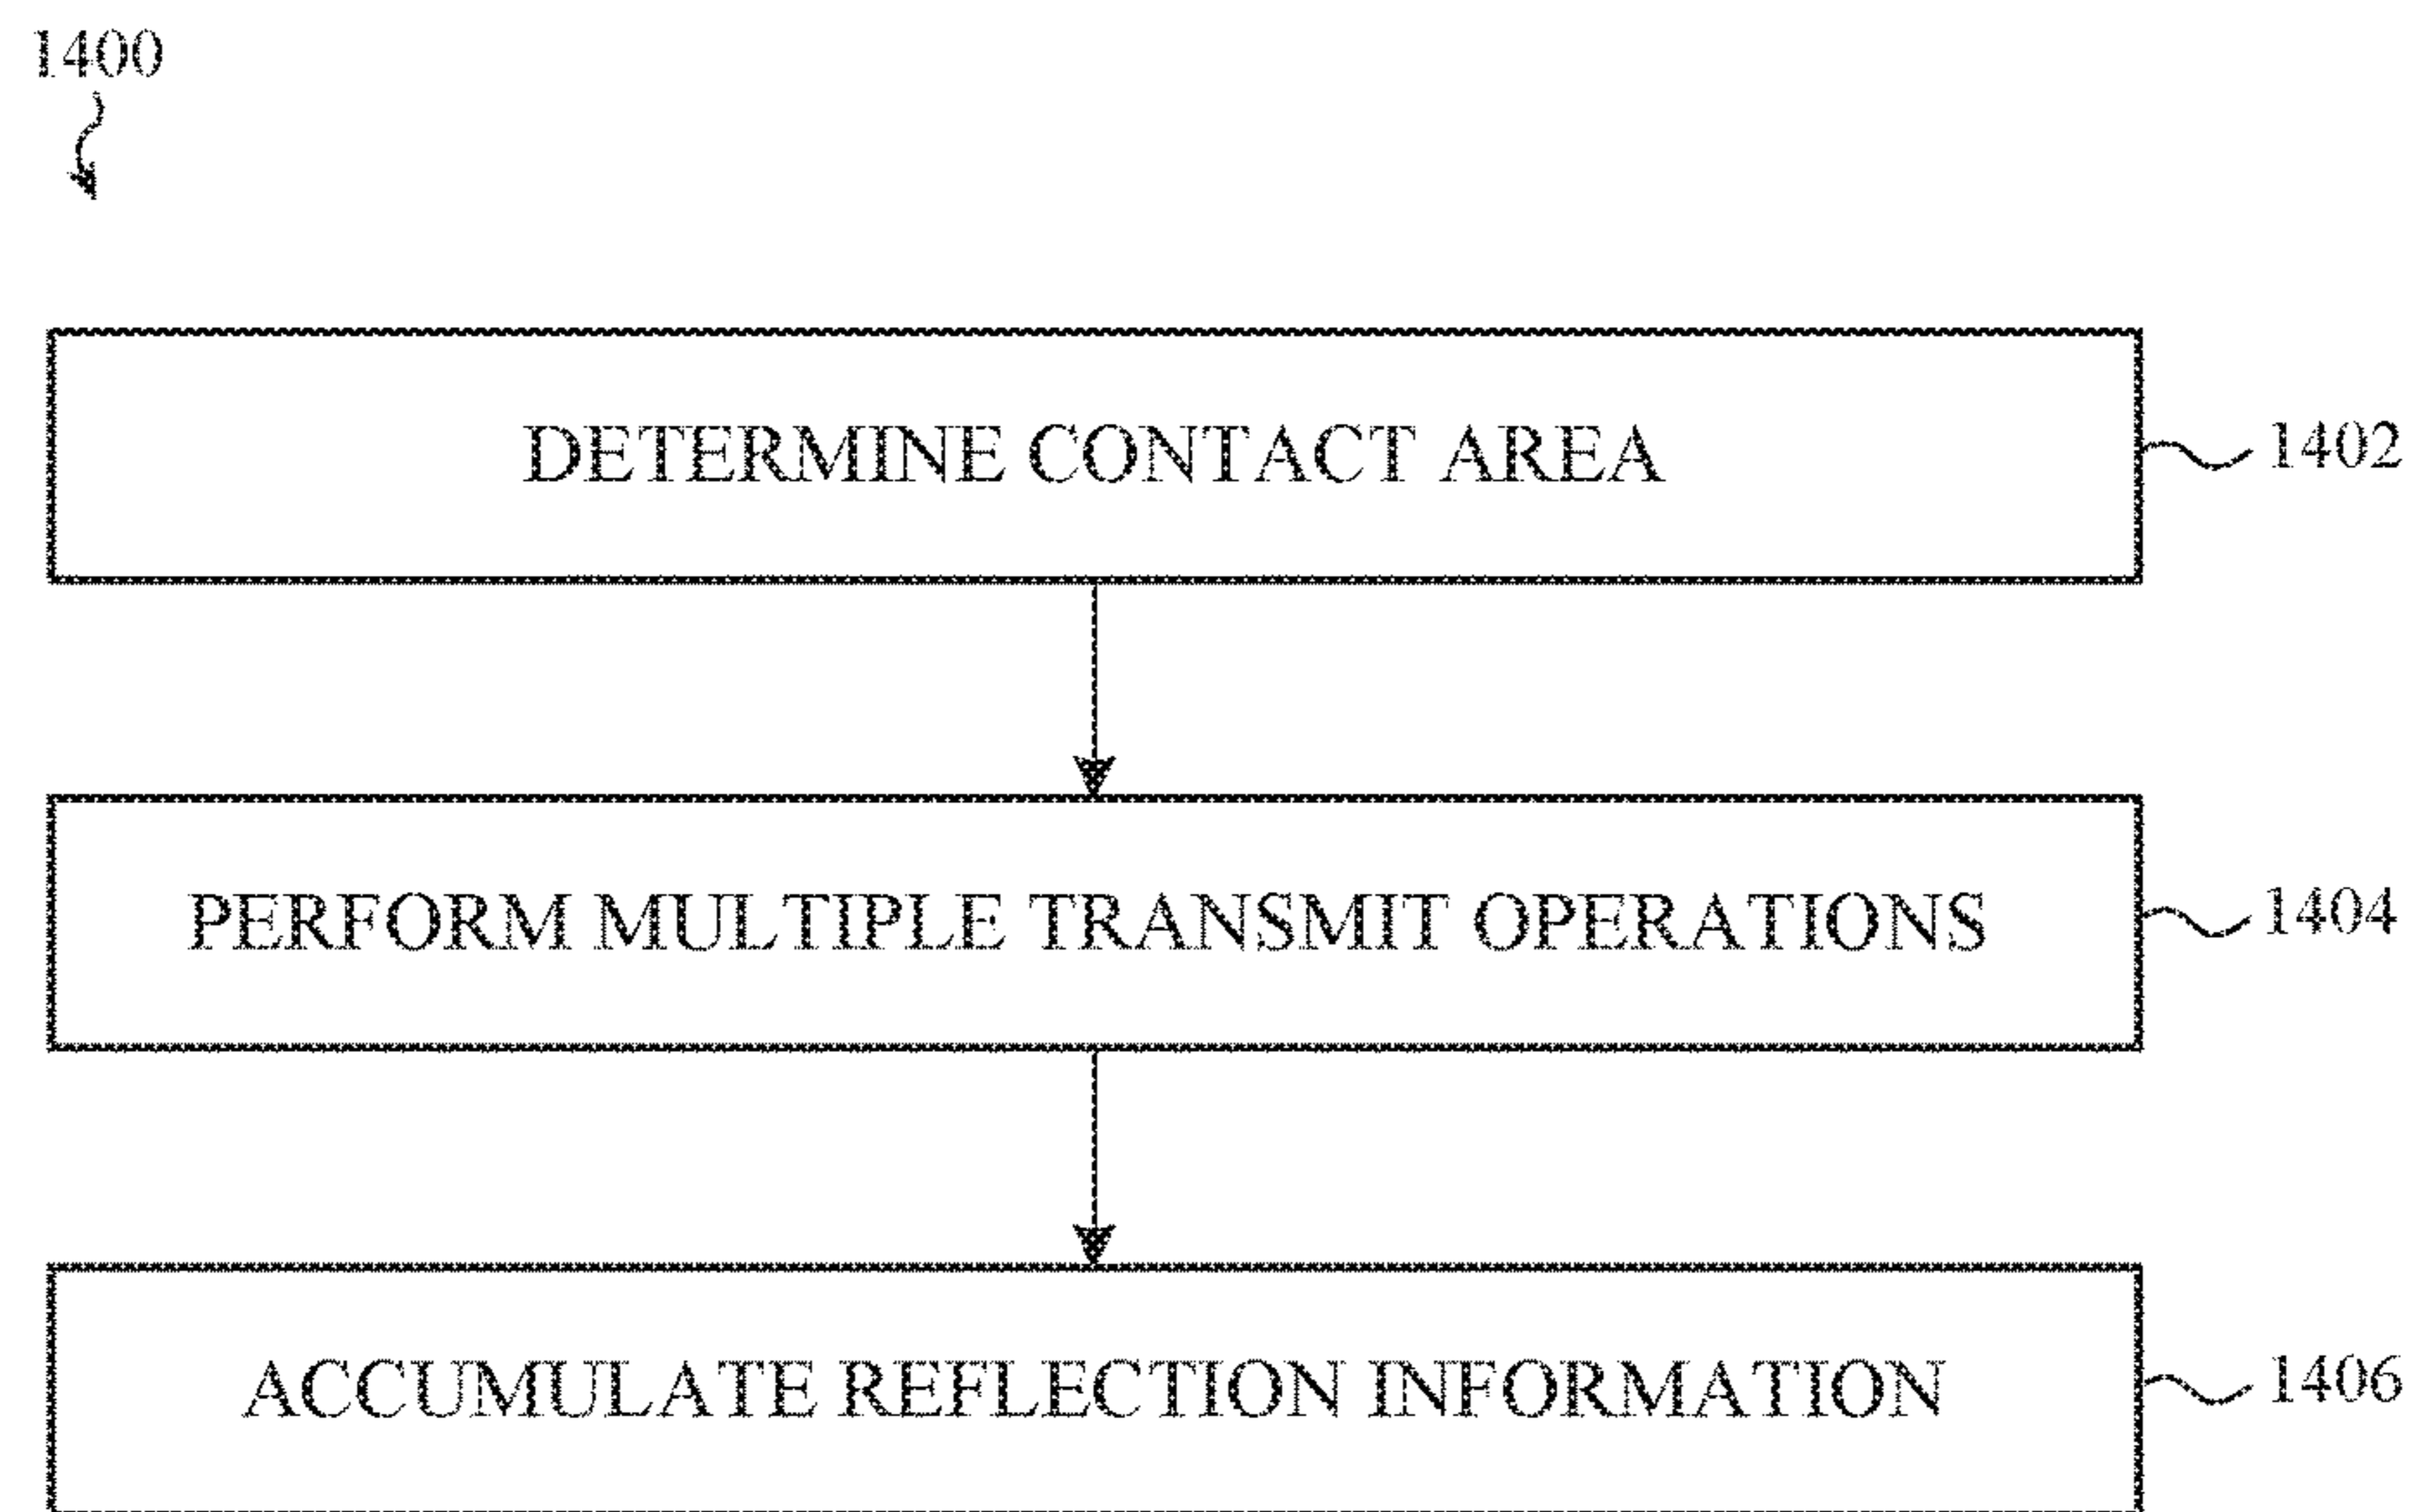 1400
DETERMINE CONTACT AREA
1402
PERFORM MULTIPLE TRANSMIT OPERATIONS
1404
ACCUMULATE REFLECTION INFORMATION
1406